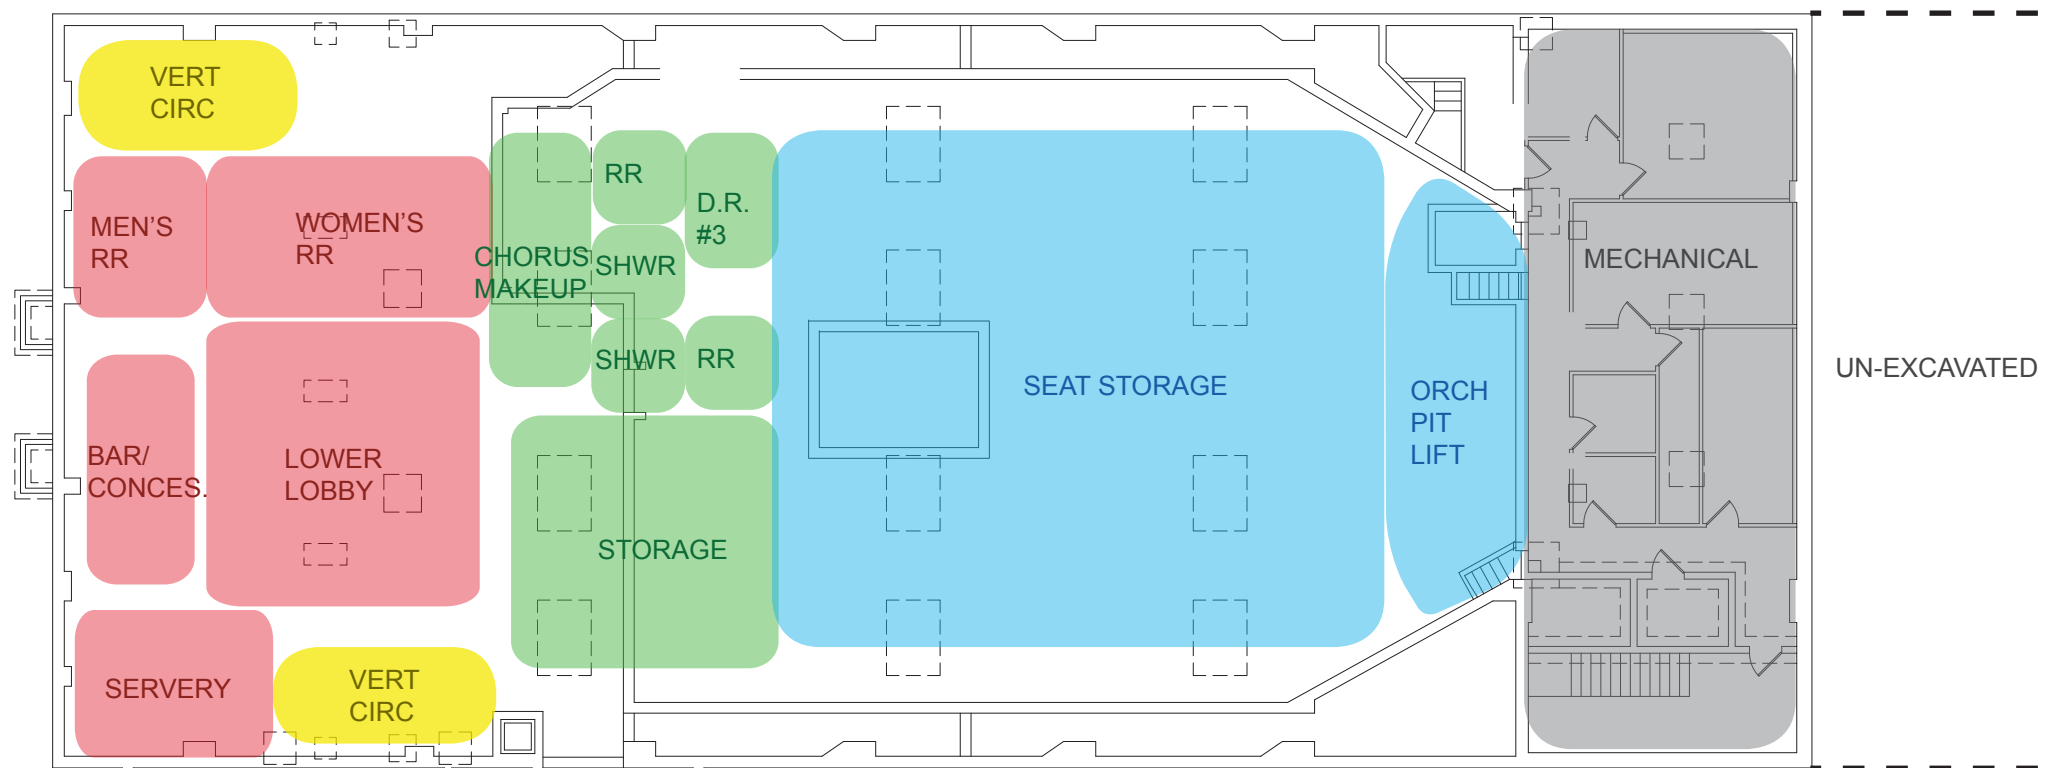 VERT
CIRC
MEN'S
RR
WOMEN'S
RR
CHORUS
MAKEUP
RR
SHWR
D.R.
#3
SHWR
RR
SEAT STORAGE
ORCH
PIT
LIFT
MECHANICAL
UN-EXCAVATED
BAR/
CONCES.
LOWER
LOBBY
STORAGE
SERVERY
VERT
CIRC